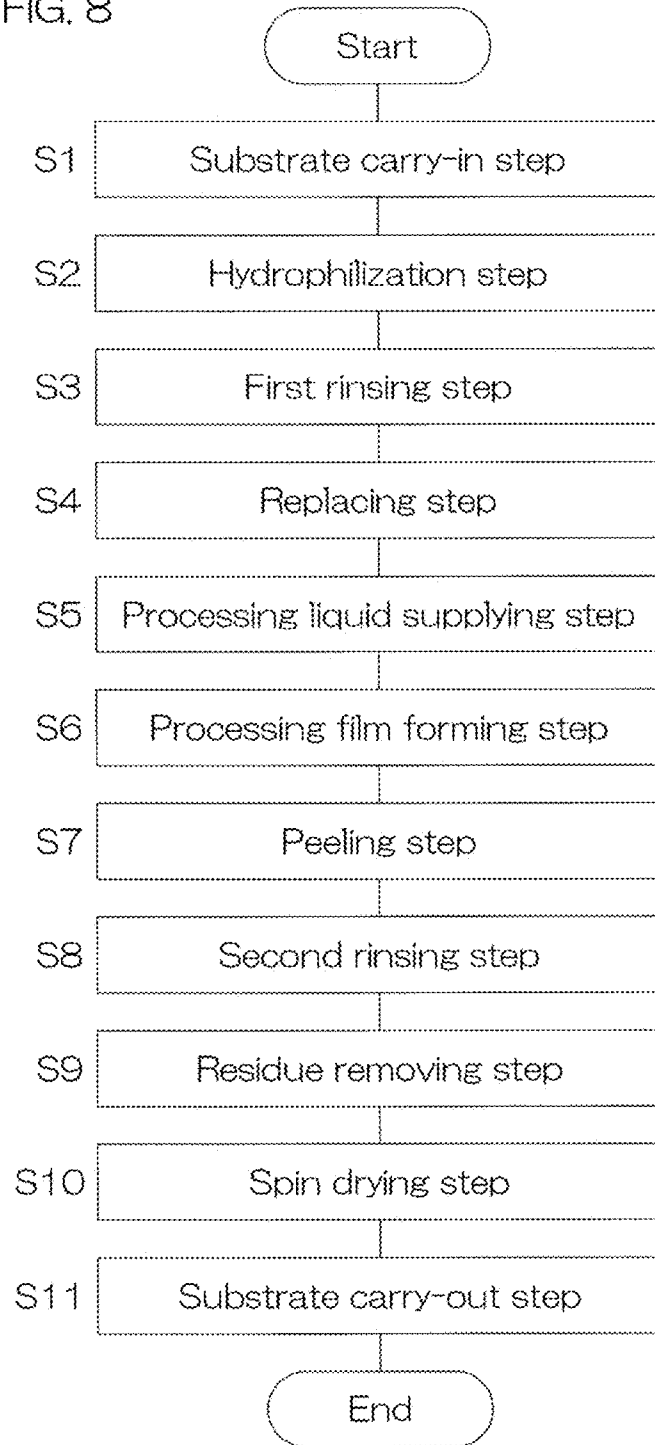 FIG. 8
Start
S1 Substrate carry-in step
S2 Hydrophilization step
S3 First rinsing step
S4 Replacing step
S5 Processing liquid supplying step
S6 Processing film forming step
S7 Peeling step
S8 Second rinsing step
S9 Residue removing step
S10 Spin drying step
S11 Substrate carry-out step
End